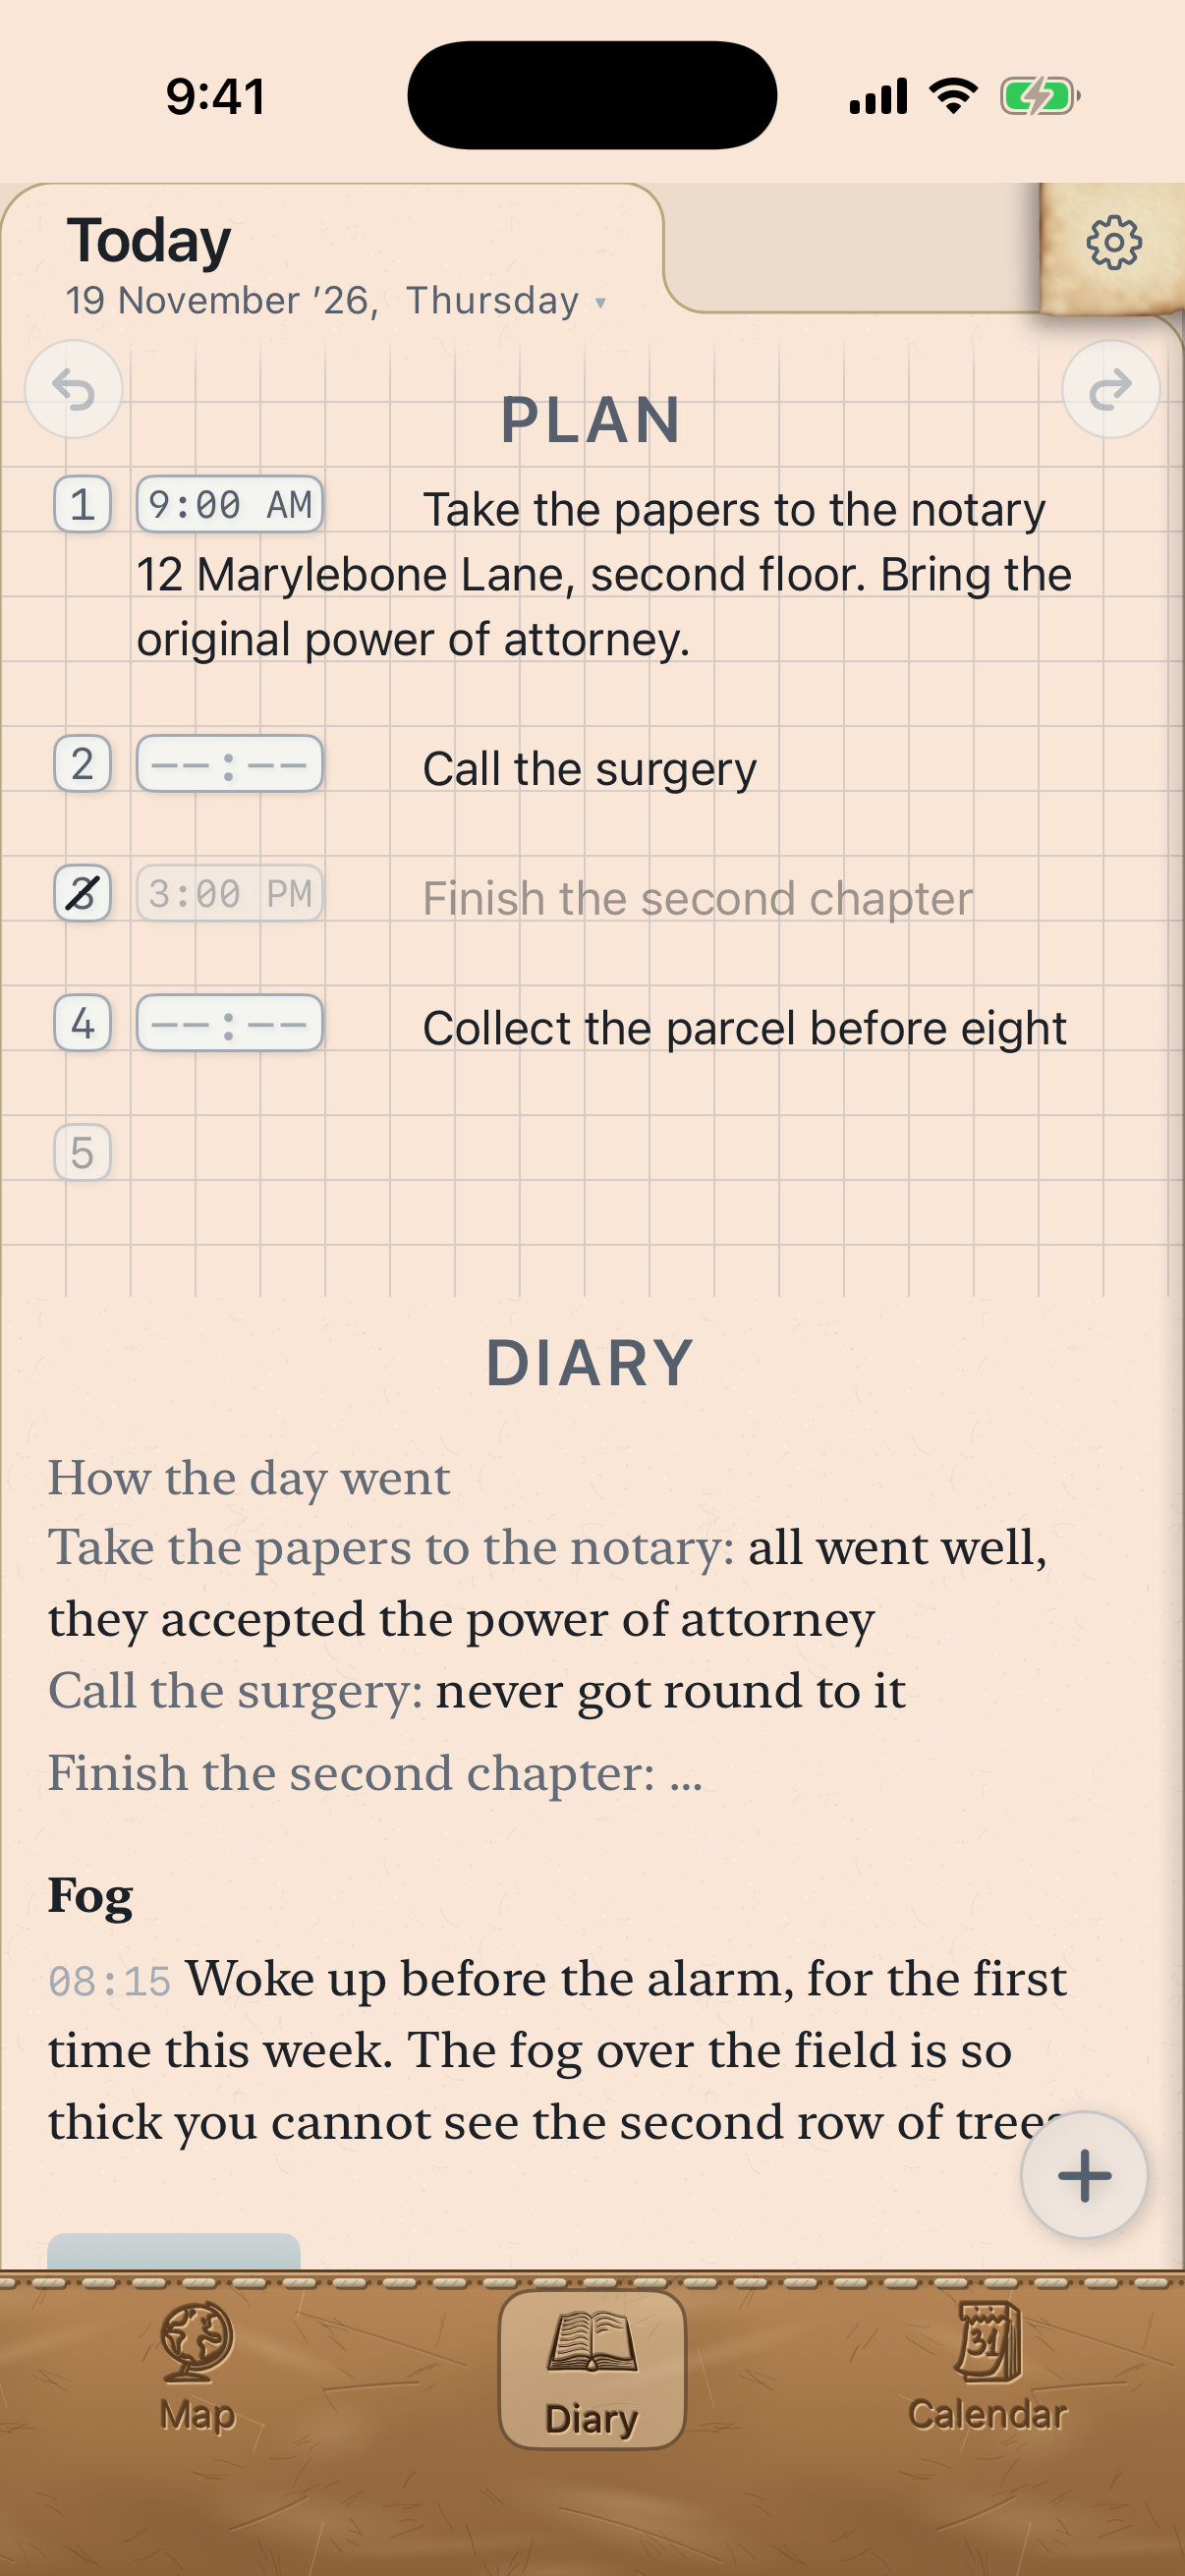 9:41
Today
19 November ’26, Thursday
PLAN
1 9:00 AM Take the papers to the notary
12 Marylebone Lane, second floor. Bring the
original power of attorney.
2 --:-- Call the surgery
3 3:00 PM Finish the second chapter
4 --:-- Collect the parcel before eight
5
DIARY
How the day went
Take the papers to the notary: all went well,
they accepted the power of attorney
Call the surgery: never got round to it
Finish the second chapter: ...
Fog
08:15 Woke up before the alarm, for the first
time this week. The fog over the field is so
thick you cannot see the second row of trees
31
Map
Diary
Calendar